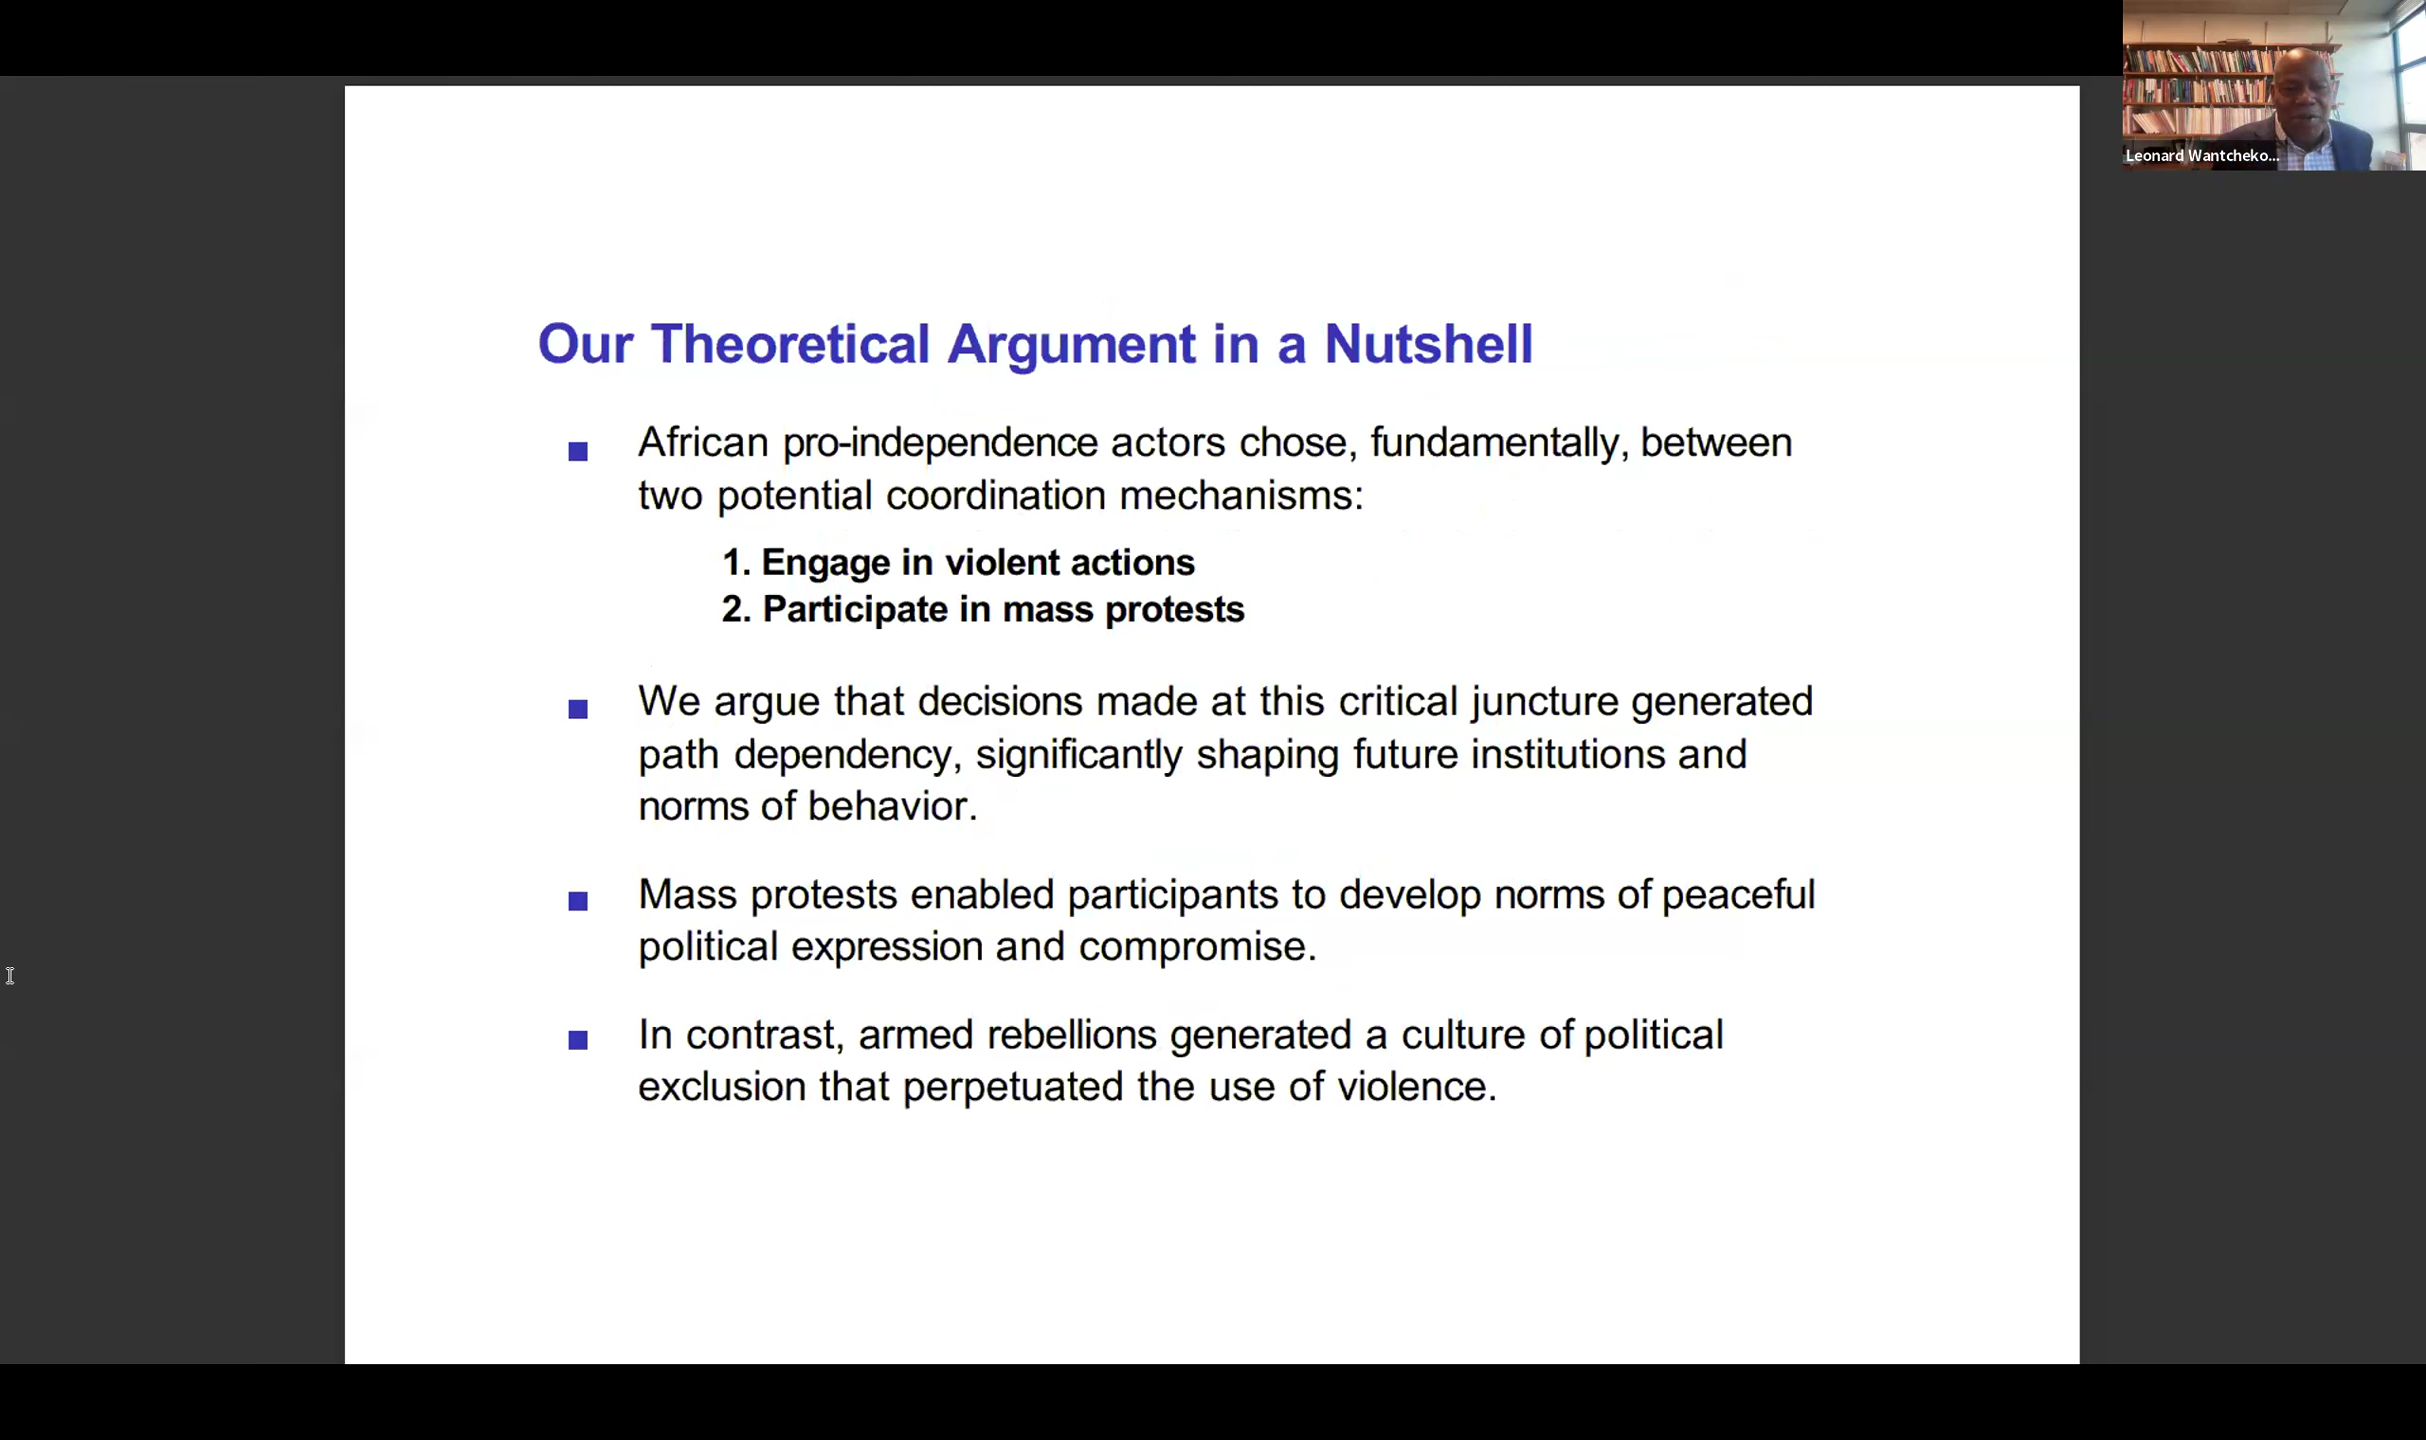 Leonard Wantcheko...
Our Theoretical Argument in a Nutshell
African pro-independence actors chose, fundamentally, between
two potential coordination mechanisms:
1. Engage in violent actions
2. Participate in mass protests
We argue that decisions made at this critical juncture generated
path dependency, significantly shaping future institutions and
norms of behavior.
Mass protests enabled participants to develop norms of peaceful
political expression and compromise.
In contrast, armed rebellions generated a culture of political
exclusion that perpetuated the use of violence.